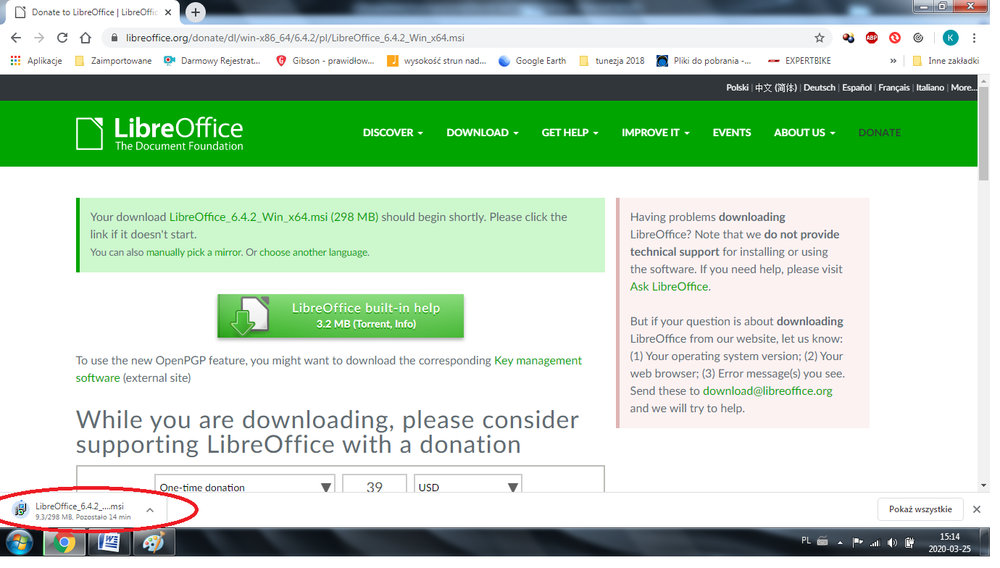 Donate to LibreOffice | LibreOffic
libreoffice.org/donate/dl/win-x86_64/6.4.2/pl/LibreOffice_6.4.2_Win_x64.msi
ABP
K
Aplikacje
Zaimportowane
Darmowy Rejestrat...
Gibson - prawidłow...
wysokość strun nad...
Google Earth
tunezja 2018
Pliki do pobrania -...
EXPERTBIKE
»
Inne zakładki
Polski | 中文 (简体) | Deutsch | Español | Français | Italiano | More...
LibreOffice
The Document Foundation
DISCOVER
DOWNLOAD
GET HELP
IMPROVE IT
EVENTS
ABOUT US
DONATE
Your download LibreOffice_6.4.2_Win_x64.msi (298 MB) should begin shortly. Please click the
link if it doesn't start.
You can also manually pick a mirror. Or choose another language.
LibreOffice built-in help
3.2 MB (Torrent, Info)
To use the new OpenPGP feature, you might want to download the corresponding Key management
software (external site)
While you are downloading, please consider
supporting LibreOffice with a donation
One-time donation
39
USD
Having problems downloading
LibreOffice? Note that we do not provide
technical support for installing or using
the software. If you need help, please visit
Ask LibreOffice.
But if your question is about downloading
LibreOffice from our website, let us know:
(1) Your operating system version; (2) Your
web browser; (3) Error message(s) you see.
Send these to download@libreoffice.org
and we will try to help.
LibreOffice_6.4.2_....msi
9,3/298 MB, Pozostało 14 min
Pokaż wszystkie
PL
15:14
2020-03-25